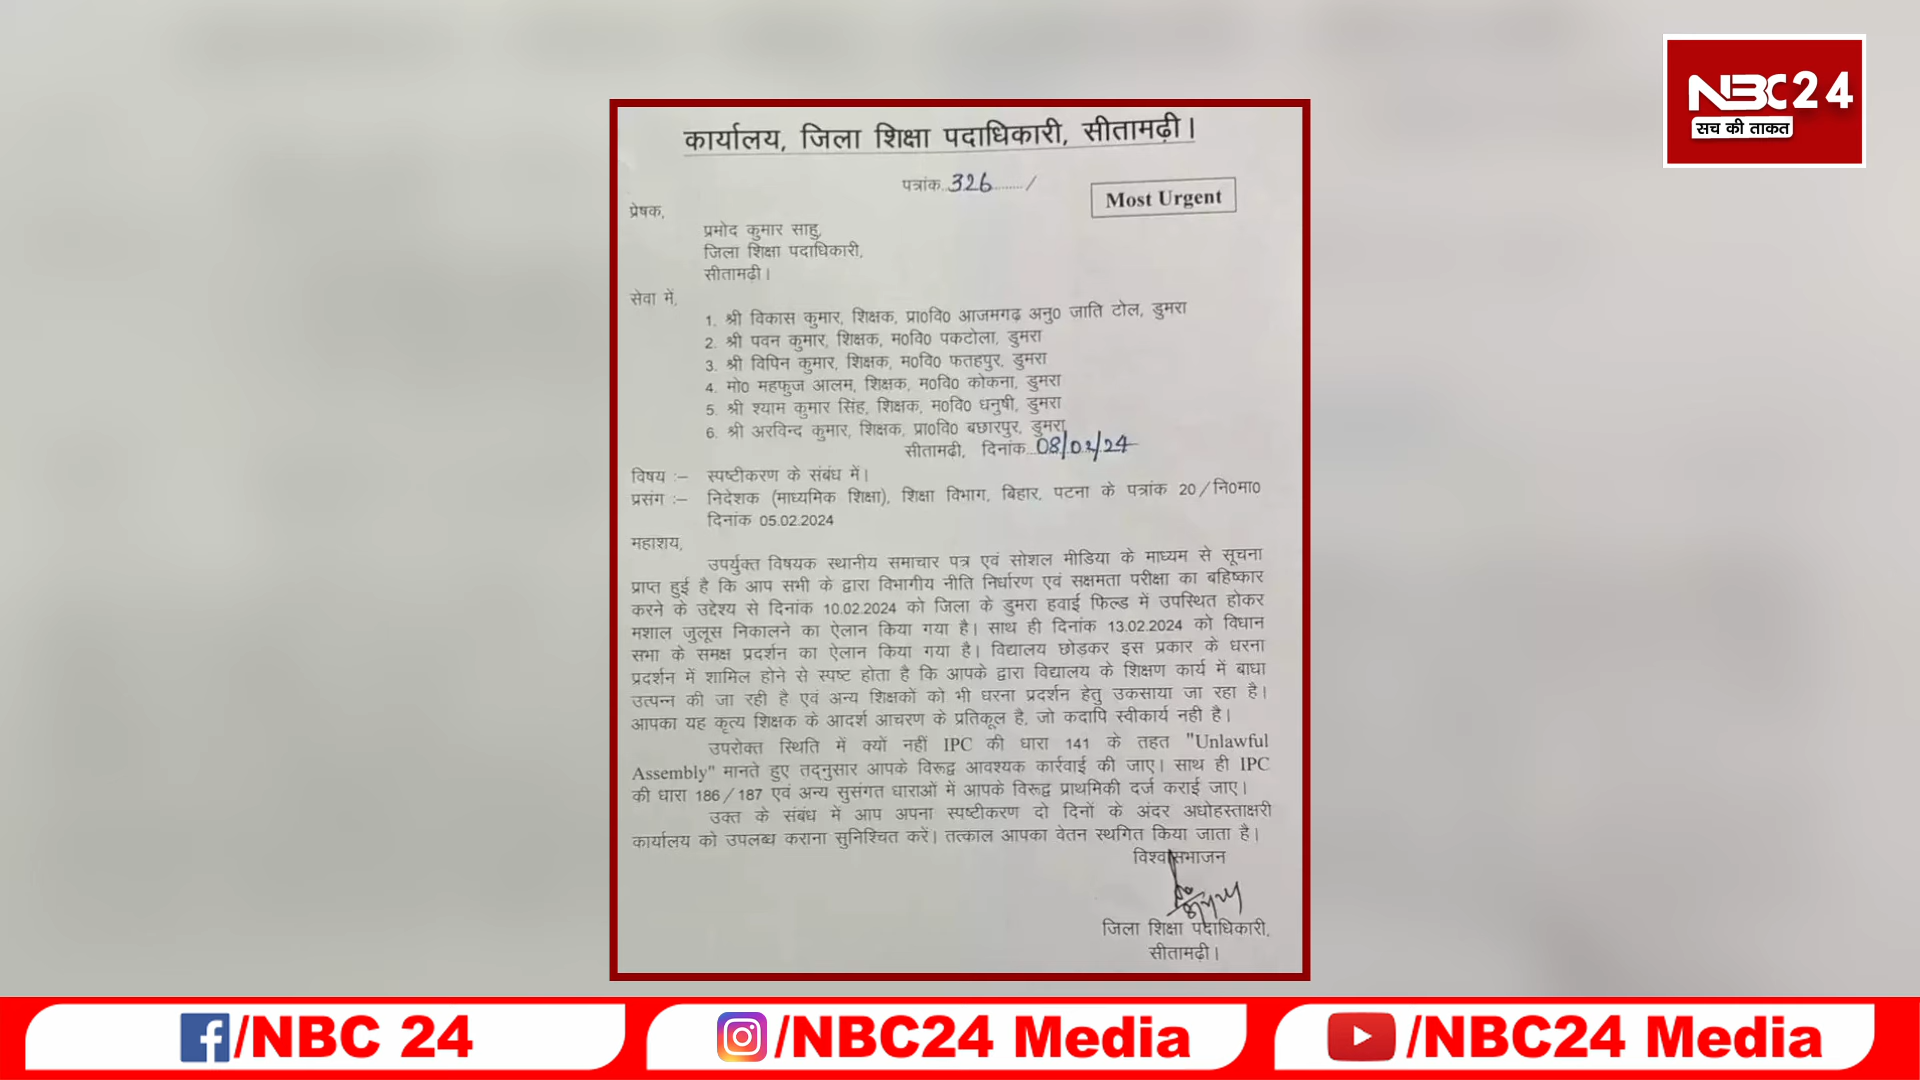 NBC24
सच की ताकत
कार्यालय, जिला शिक्षा पदाधिकारी, सीतामढ़ी।
पत्रांक..326......../
Most Urgent
प्रेषक,
प्रमोद कुमार साहु,
जिला शिक्षा पदाधिकारी,
सीतामढ़ी।
सेवा में,
1. श्री विकास कुमार, शिक्षक, प्रा0वि0 आजमगढ़ अनु0 जाति टोल, डुमरा
2. श्री पवन कुमार, शिक्षक, म0वि0 पकटोला, डुमरा
3. श्री विपिन कुमार, शिक्षक, म0वि0 फतहपुर, डुमरा
4. मो0 महफुज आलम, शिक्षक, म0वि0 कोकना, डुमरा
5. श्री श्याम कुमार सिंह, शिक्षक, म0वि0 धनुषी, डुमरा
6. श्री अरविन्द कुमार, शिक्षक, प्रा0वि0 बछारपुर, डुमरा
सीतामढी, दिनांक...08/02/24
विषय :– स्पष्टीकरण के संबंध में।
प्रसंग :– निदेशक (माध्यमिक शिक्षा), शिक्षा विभाग, बिहार, पटना के पत्रांक 20/नि0मा0
दिनांक 05.02.2024
महाशय,
उपर्युक्त विषयक स्थानीय समाचार पत्र एवं सोशल मीडिया के माध्यम से सूचना
प्राप्त हुई है कि आप सभी के द्वारा विभागीय नीति निर्धारण एवं सक्षमता परीक्षा का बहिष्कार
करने के उद्देश्य से दिनांक 10.02.2024 को जिला के डुमरा हवाई फिल्ड में उपस्थित होकर
मशाल जुलूस निकालने का ऐलान किया गया है। साथ ही दिनांक 13.02.2024 को विधान
सभा के समक्ष प्रदर्शन का ऐलान किया गया है। विद्यालय छोड़कर इस प्रकार के धरना
प्रदर्शन में शामिल होने से स्पष्ट होता है कि आपके द्वारा विद्यालय के शिक्षण कार्य में बाधा
उत्पन्न की जा रही है एवं अन्य शिक्षकों को भी धरना प्रदर्शन हेतु उकसाया जा रहा है।
आपका यह कृत्य शिक्षक के आदर्श आचरण के प्रतिकूल है, जो कदापि स्वीकार्य नही है।
उपरोक्त स्थिति में क्यों नहीं IPC की धारा 141 के तहत "Unlawful
Assembly" मानते हुए तद्नुसार आपके विरूद्व आवश्यक कार्रवाई की जाए। साथ ही IPC
की धारा 186/187 एवं अन्य सुसंगत धाराओं में आपके विरूद्व प्राथमिकी दर्ज कराई जाए।
उक्त के संबंध में आप अपना स्पष्टीकरण दो दिनों के अंदर अधोहस्ताक्षरी
कार्यालय को उपलब्ध कराना सुनिश्चित करें। तत्काल आपका वेतन स्थगित किया जाता है।
विश्वासभाजन
जिला शिक्षा पदाधिकारी,
सीतामढ़ी।
/NBC 24
/NBC24 Media
/NBC24 Media